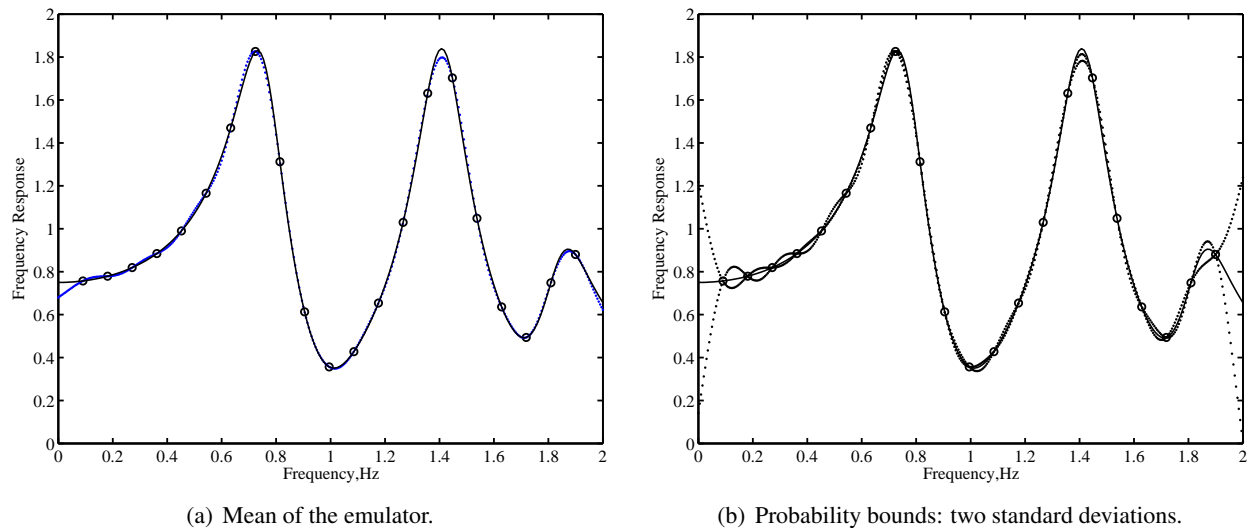 2
1.8
1.6
1.4
1.2
1
0.8
0.6
0.4
0.2
0
Frequency Response
0 0.2 0.4 0.6 0.8 1 1.2 1.4 1.6 1.8 2
Frequency,Hz
(a) Mean of the emulator.
2
1.8
1.6
1.4
1.2
1
0.8
0.6
0.4
0.2
0
Frequency Response
0 0.2 0.4 0.6 0.8 1 1.2 1.4 1.6 1.8 2
Frequency,Hz
(b) Probability bounds: two standard deviations.